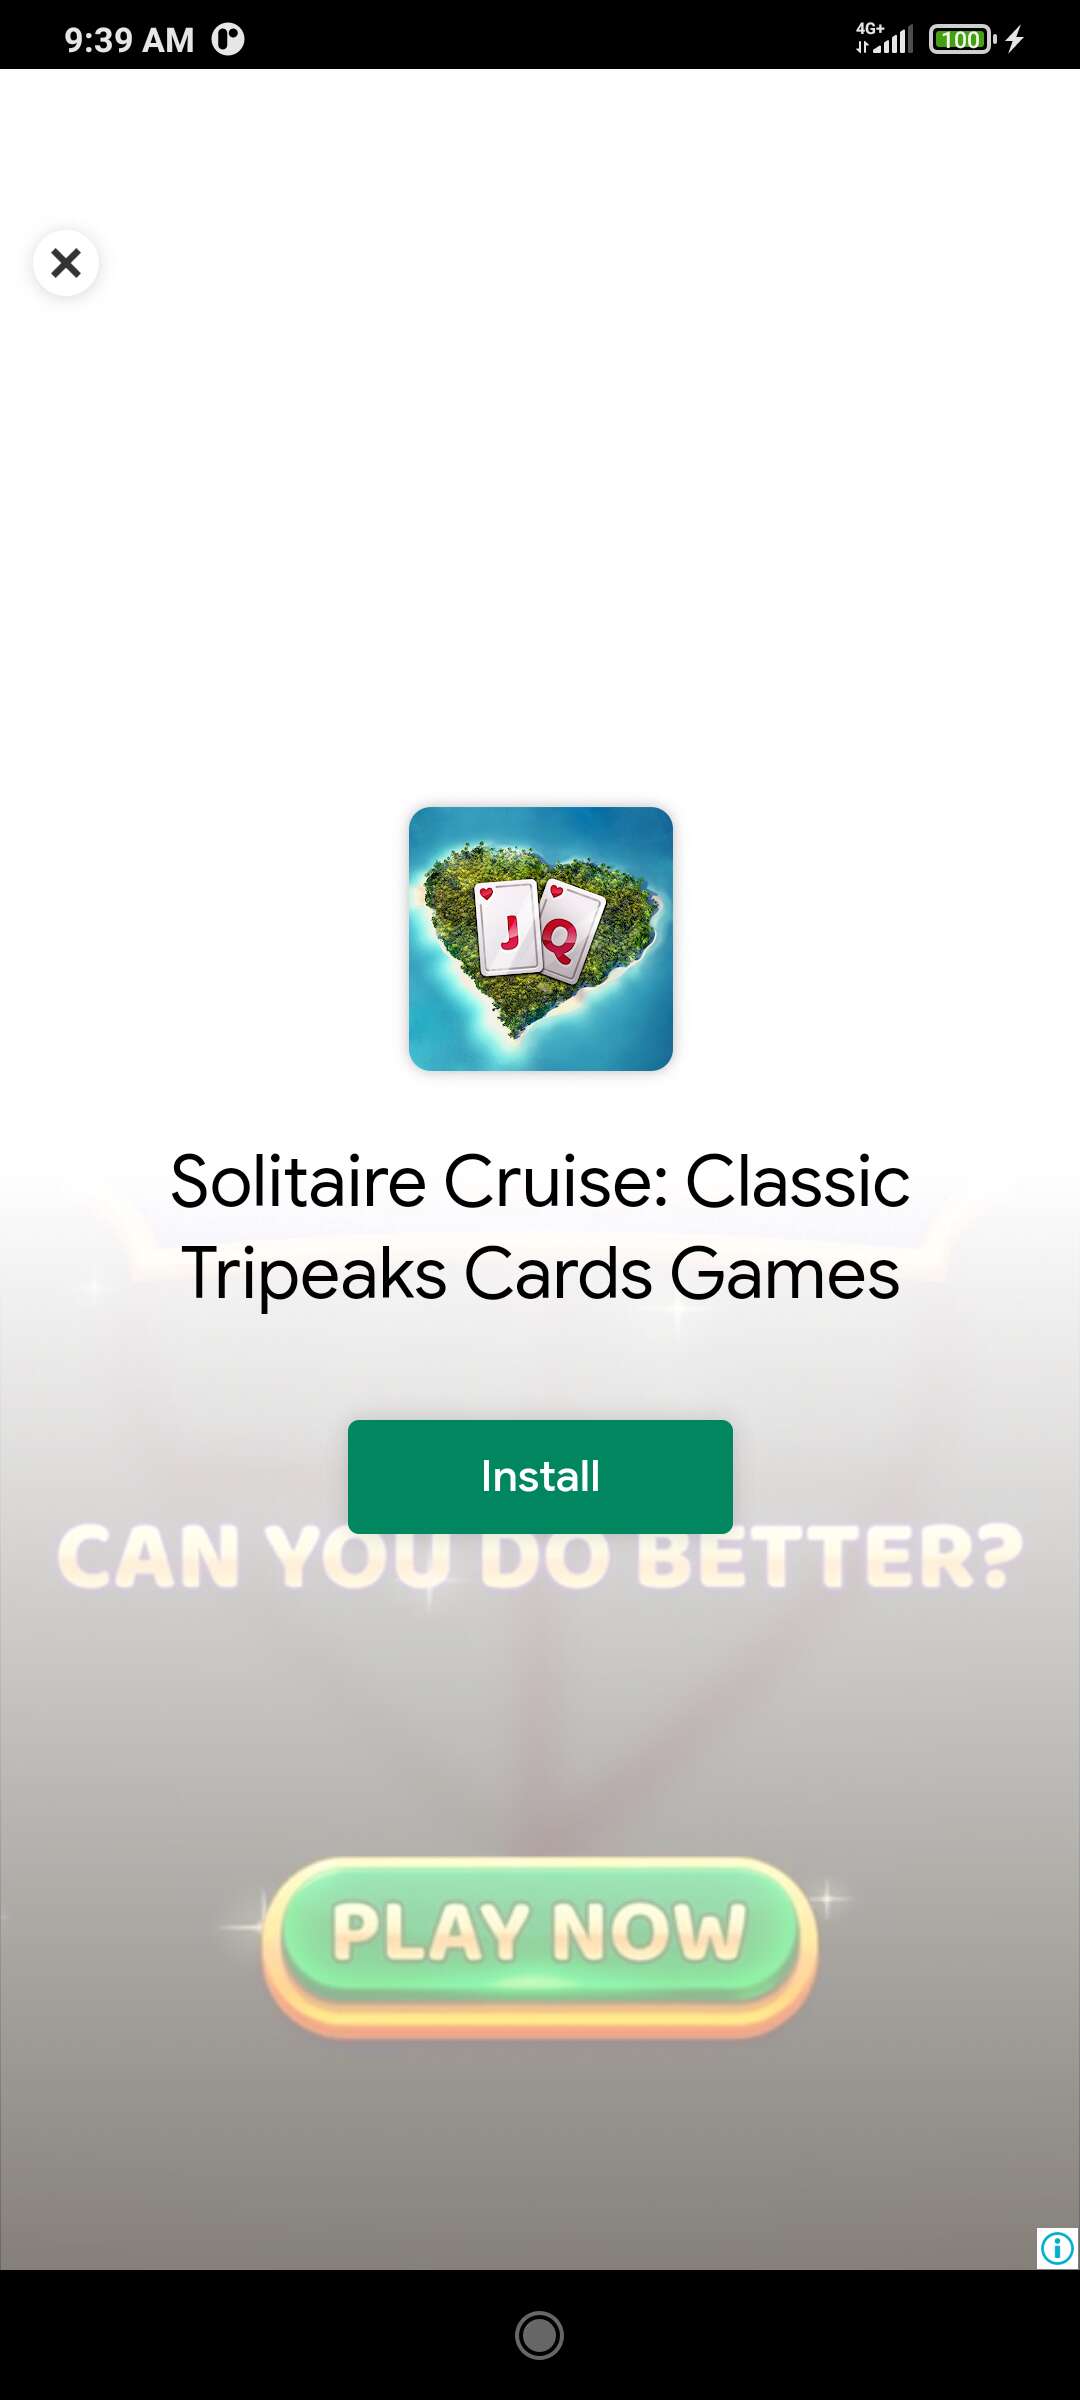 9:39 AM
4G+
100
J Q
Solitaire Cruise: Classic
Tripeaks Cards Games
Install
CAN YOU DO BETTER?
PLAY NOW